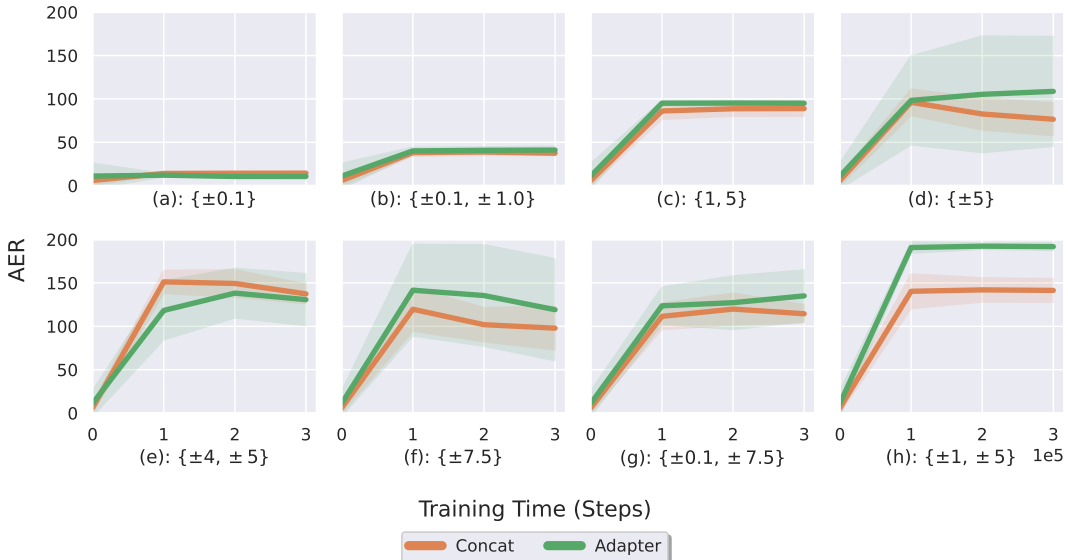 200
150
100
50
0
(a): {±0.1}
(b): {±0.1, ±1.0}
(c): {1, 5}
(d): {±5}
AER
200
150
100
50
0
0 1 2 3
0 1 2 3
0 1 2 3
0 1 2 3
(e): {±4, ±5}
(f): {±7.5}
(g): {±0.1, ±7.5}
(h): {±1, ±5}
1e5
Training Time (Steps)
Concat Adapter